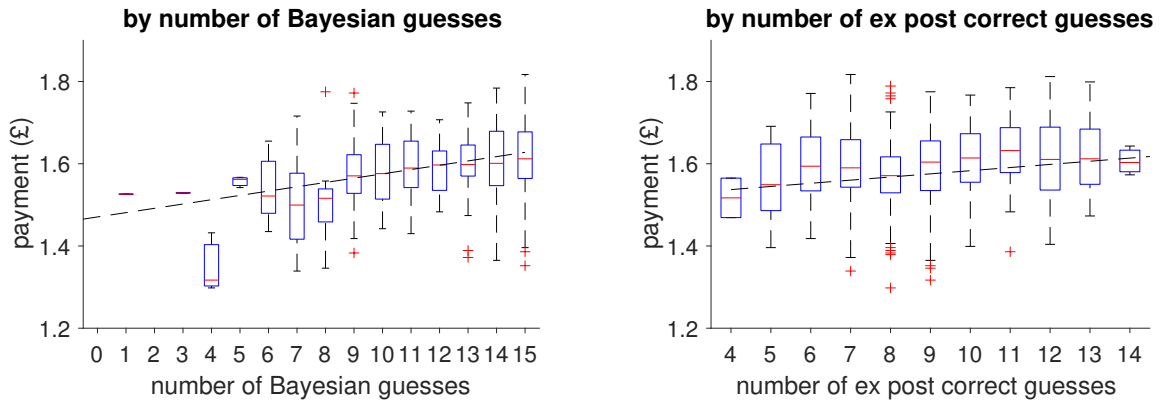 by number of Bayesian guesses
payment (£)
1.8
1.6
1.4
1.2
0 1 2 3 4 5 6 7 8 9 10 11 12 13 14 15
number of Bayesian guesses
by number of ex post correct guesses
payment (£)
1.8
1.6
1.4
1.2
4 5 6 7 8 9 10 11 12 13 14
number of ex post correct guesses